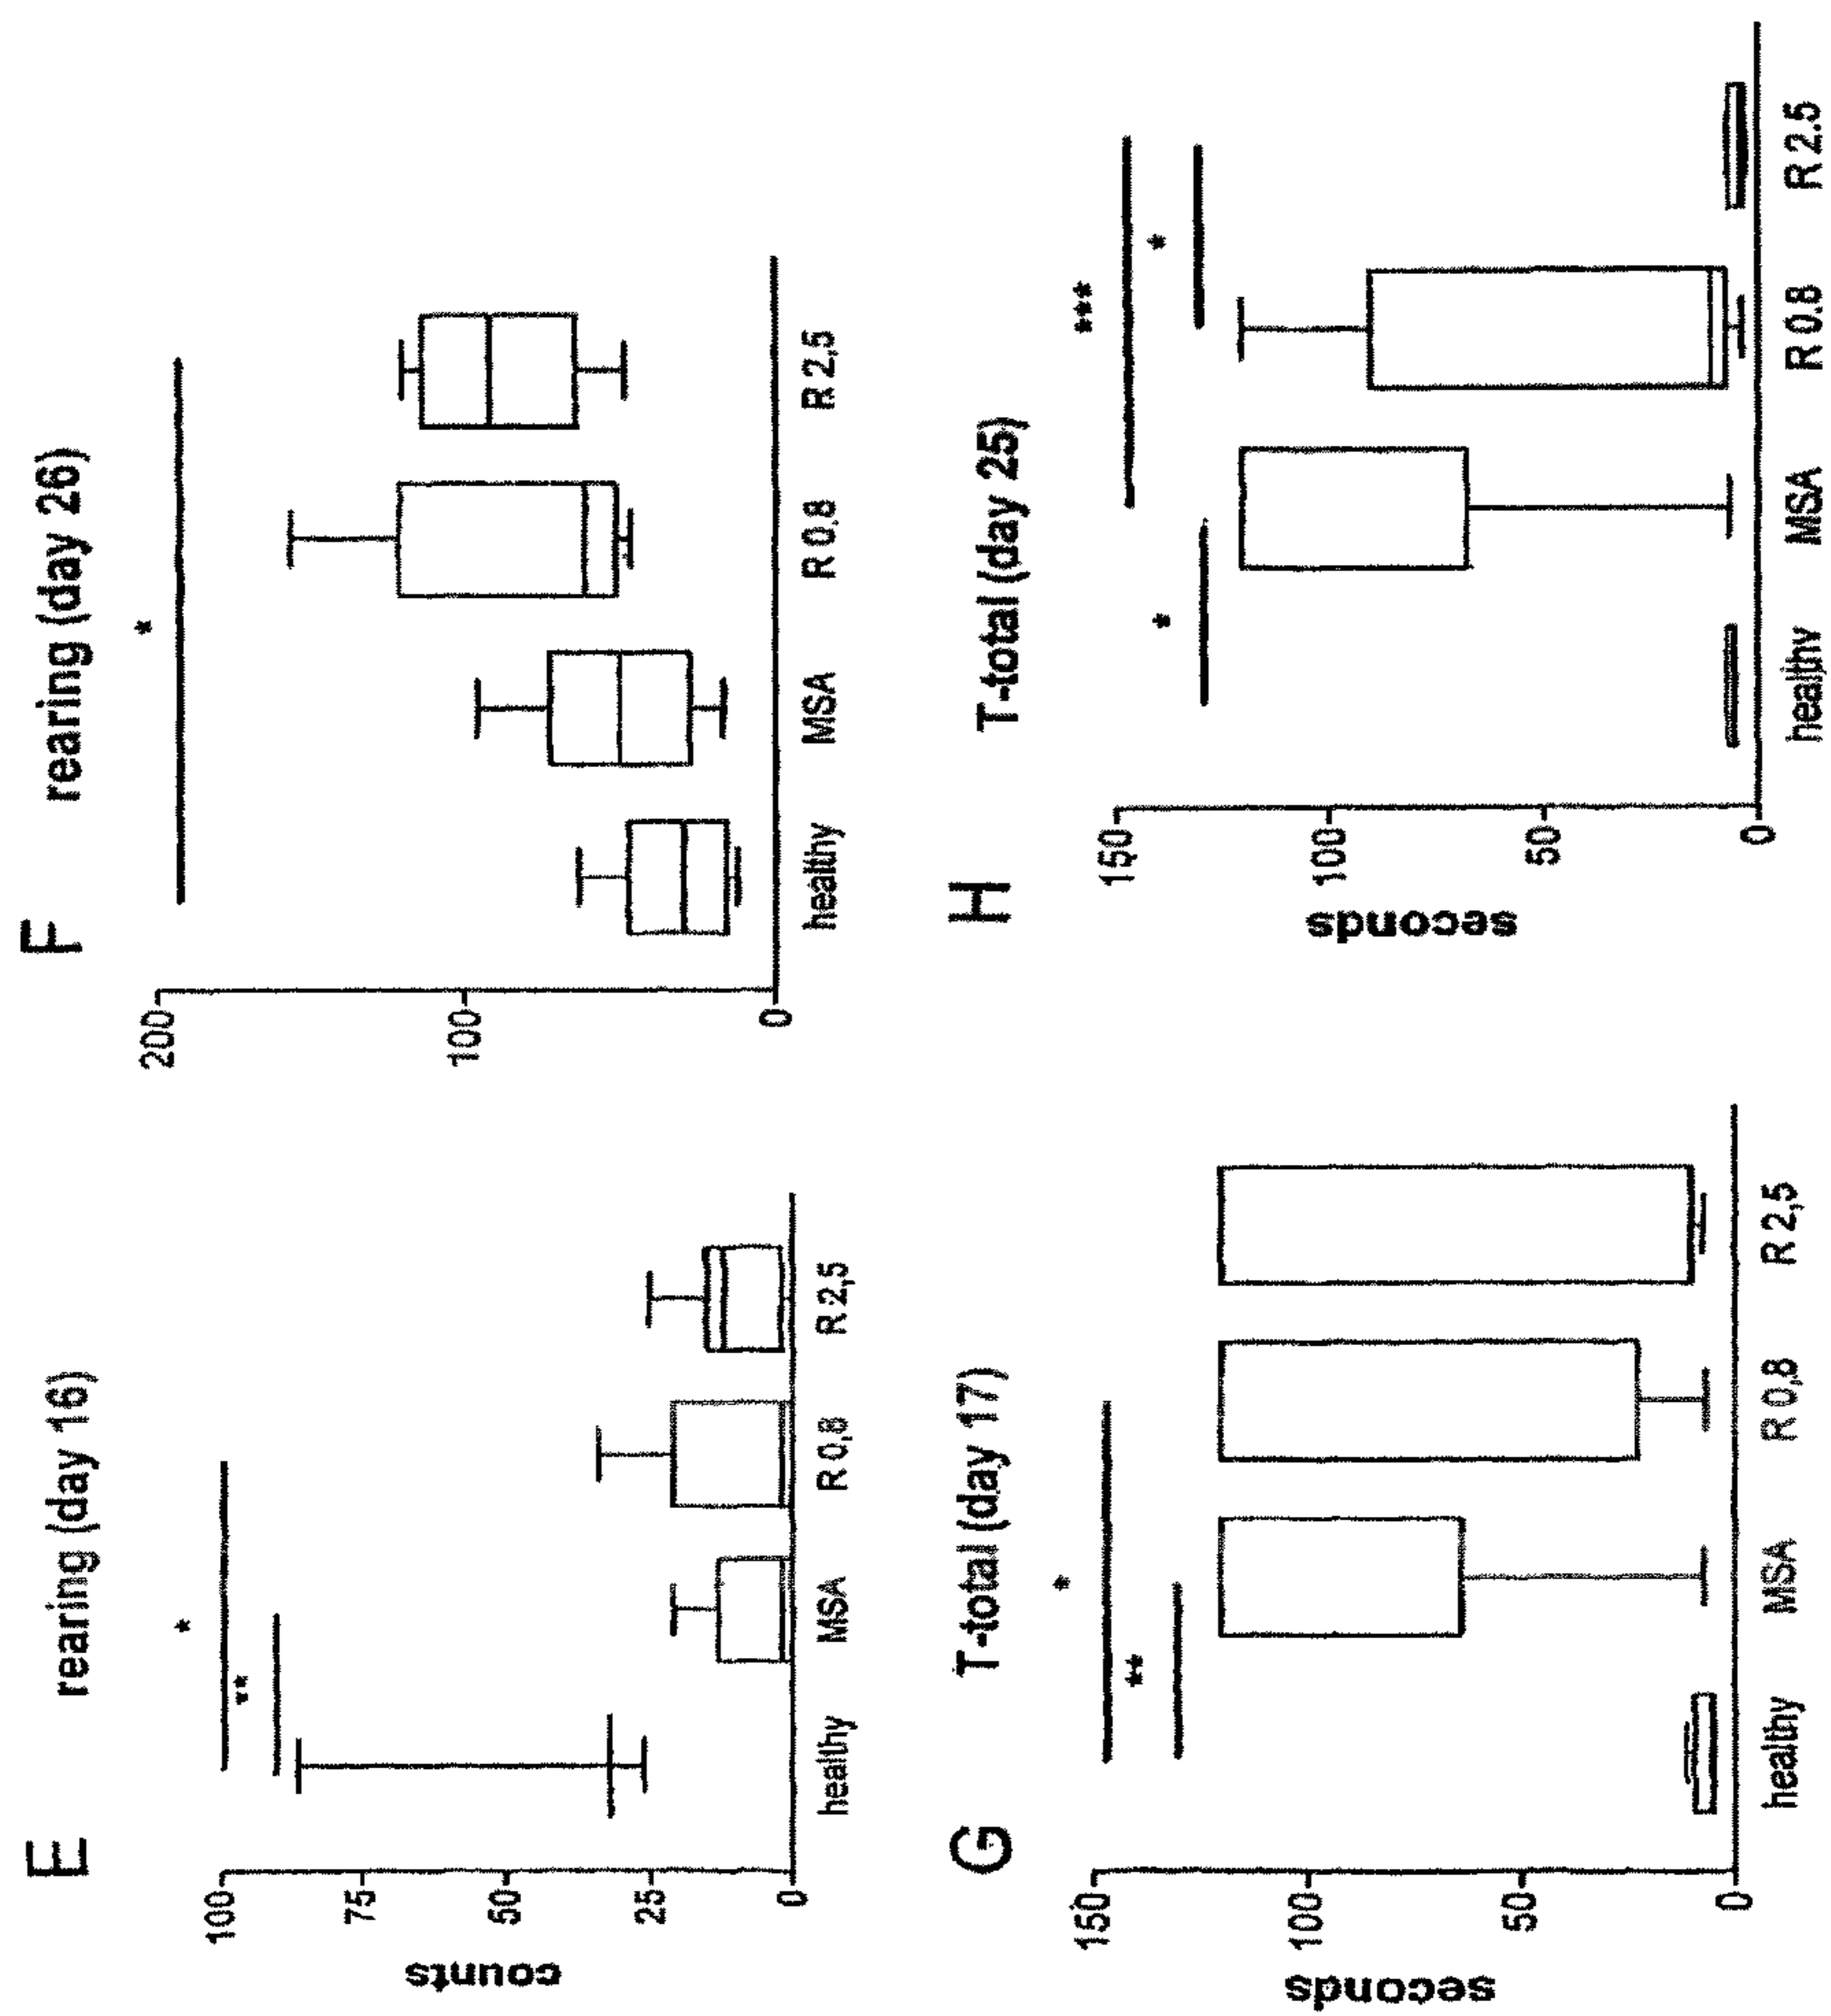 E
rearing (day 16)
counts
100
75
50
25
0
*
**
healthy
MSA
R 0,8
R 2,5
F
rearing (day 26)
200
100
0
*
healthy
MSA
R 0,8
R 2,5
G
T-total (day 17)
seconds
150
100
50
0
*
**
healthy
MSA
R 0,8
R 2,5
H
T-total (day 25)
seconds
150
100
50
0
***
*
*
healthy
MSA
R 0.8
R 2.5